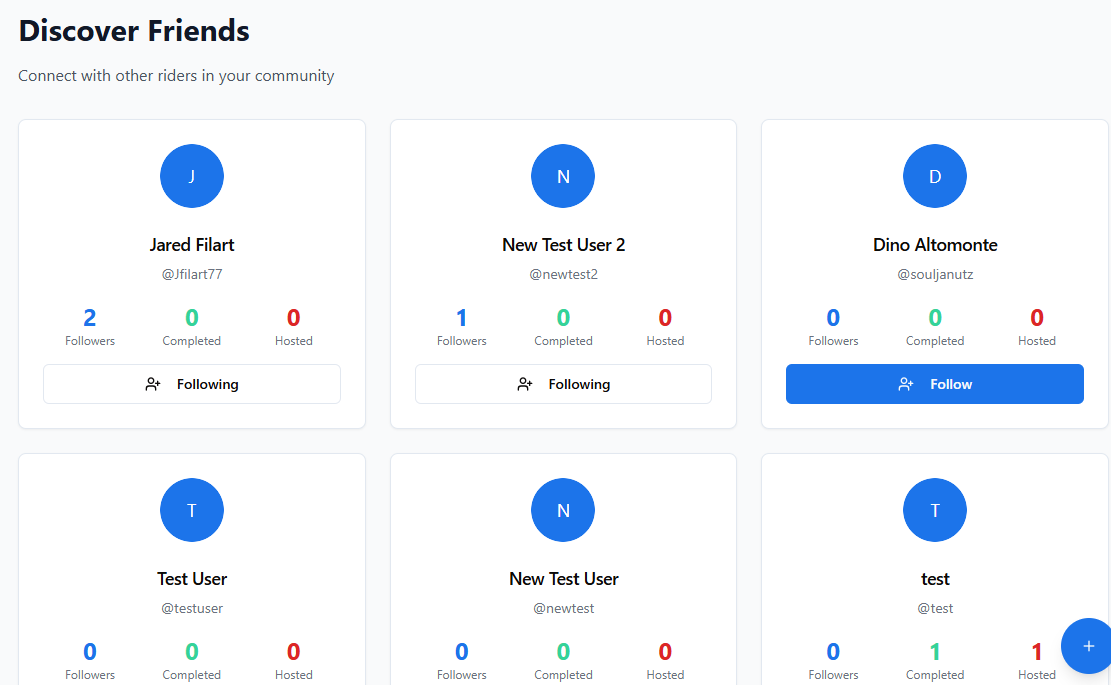 Discover Friends
Connect with other riders in your community
J
N
D
Jared Filart
New Test User 2
Dino Altomonte
@Jfilart77
@newtest2
@souljanutz
2 0 0
1 0 0
0 0 0
Followers Completed Hosted
Followers Completed Hosted
Followers Completed Hosted
Following
Following
Follow
T
N
T
Test User
New Test User
test
@testuser
@newtest
@test
0 0 0
0 0 0
0 1 1
Followers Completed Hosted
Followers Completed Hosted
Followers Completed Hosted
+